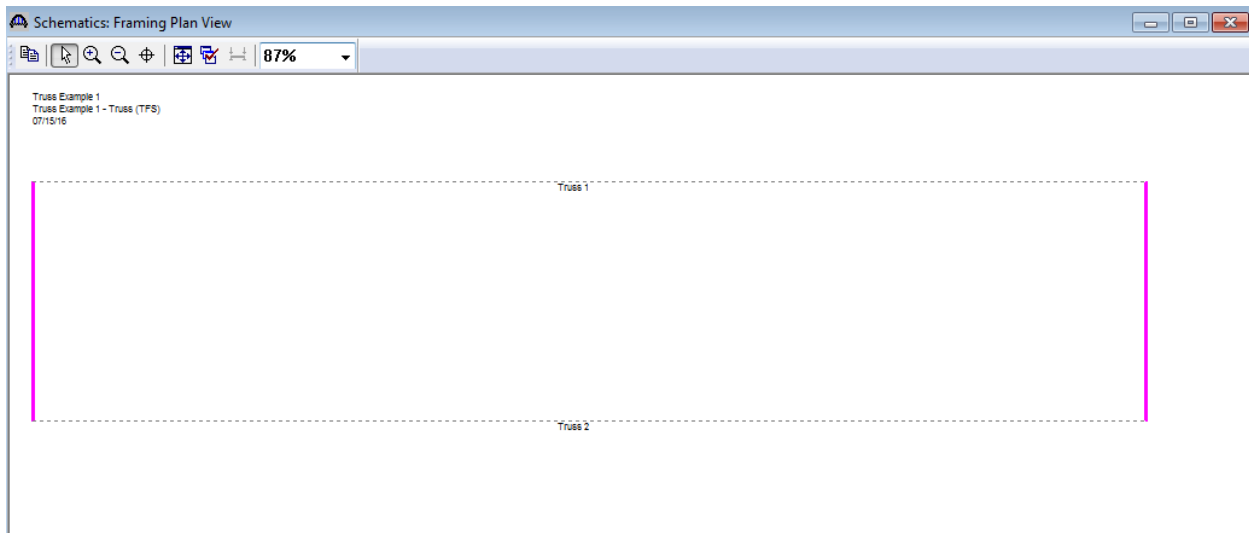 Schematics: Framing Plan View
87%
Truss Example 1
Truss Example 1 - Truss (TFS)
07/15/16
Truss 1
Truss 2